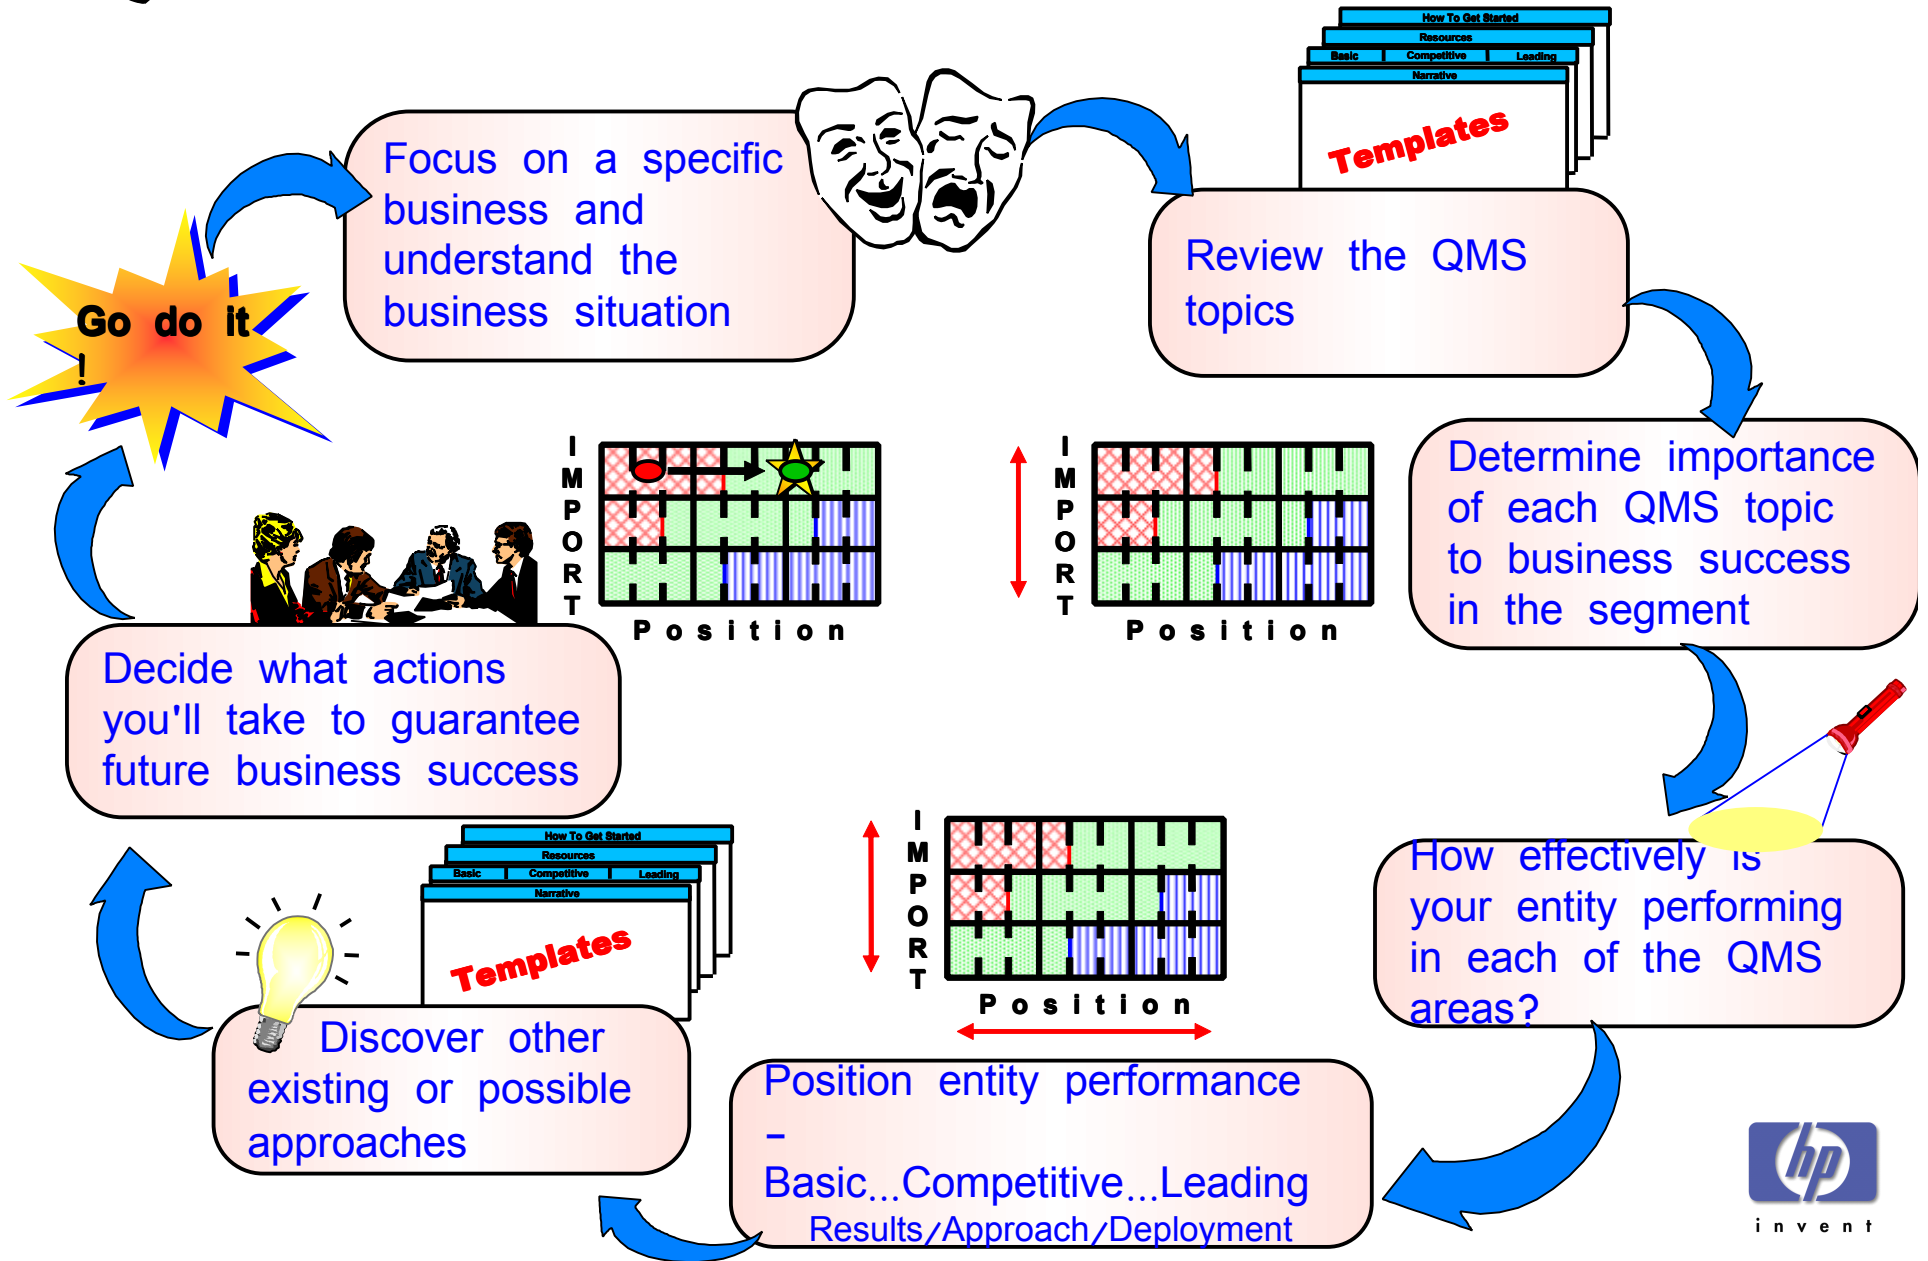 How To Get Started
Resources
Basic Competitive Leading
Narrative
Templates
Focus on a specific
business and
understand the
business situation
Review the QMS
topics
Go do it
!
I
M
P
O
R
T
Position
I
M
P
O
R
T
Position
Determine importance
of each QMS topic
to business success
in the segment
Decide what actions
you'll take to guarantee
future business success
How To Get Started
Resources
Basic Competitive Leading
Narrative
Templates
I
M
P
O
R
T
Position
How effectively is
your entity performing
in each of the QMS
areas?
Discover other
existing or possible
approaches
Position entity performance
–
Basic...Competitive...Leading
Results/Approach/Deployment
hp
invent